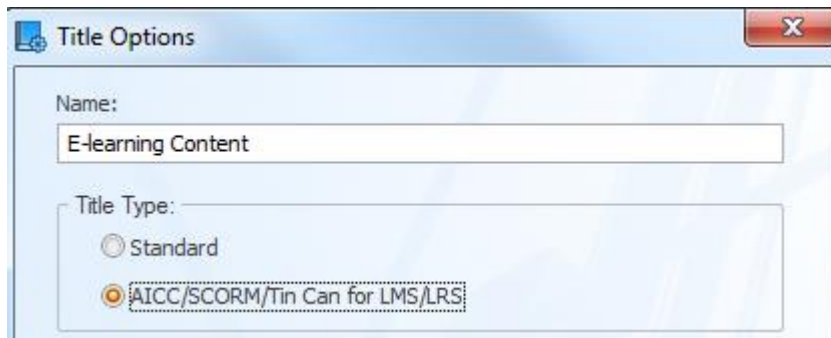 Title Options
Name:
E-learning Content
Title Type:
Standard
AICC/SCORM/Tin Can for LMS/LRS